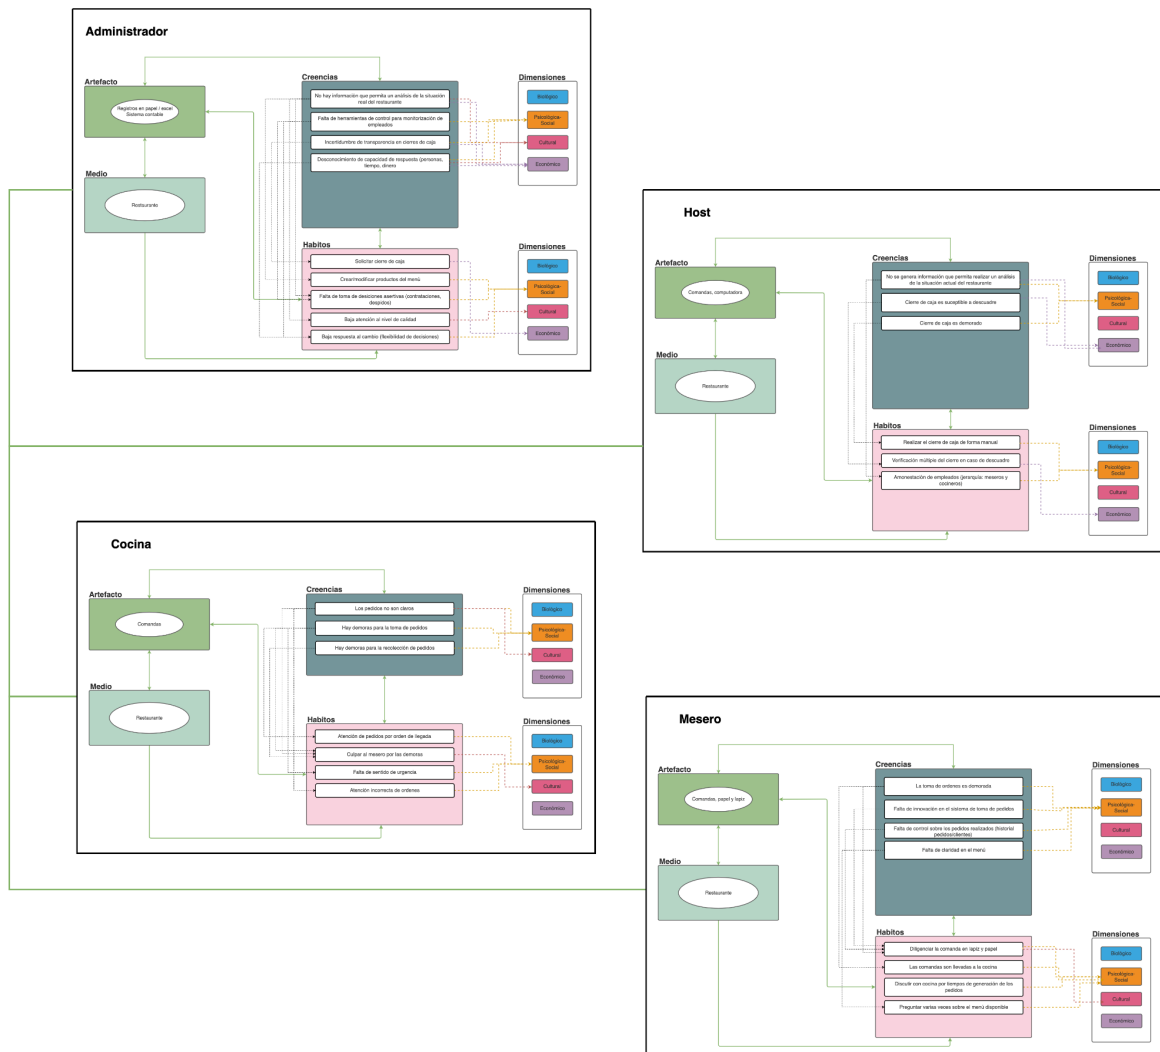 Administrador
Artefacto
Registros en papel / excel
Sistema contable
Medio
Restaurante
Creencias
No hay información que permita un análisis de la situación
real del restaurante
Falta de herramientas de control para monitorización de
empleados
Incertidumbre de transparencia en cierres de caja
Desconocimiento de capacidad de respuesta (personas,
tiempo, dinero
Habitos
Solicitar cierre de caja
Crear/modificar productos del menú
Falta de toma de desiciones asertivas (contrataciones,
despidos)
Baja atención al nivel de calidad
Baja respuesta al cambio (flexibilidad de decisiones)
Dimensiones
Biológico
Psicológica-
Social
Cultural
Económico
Dimensiones
Biológico
Psicológica-
Social
Cultural
Económico
Host
Artefacto
Comandas, computadora
Medio
Restaurante
Creencias
No se genera información que permita realizar un análisis
de la situación actual del restaurante
Cierre de caja es suceptible a descuadre
Cierre de caja es demorado
Habitos
Realizar el cierre de caja de forma manual
Verificación múltiple del cierre en caso de descuadro
Amonestación de empleados (jerarquía: meseros y
cocineros)
Dimensiones
Biológico
Psicológica-
Social
Cultural
Económico
Dimensiones
Biológico
Psicológica-
Social
Cultural
Económico
Cocina
Artefacto
Comandas
Medio
Restaurante
Creencias
Los pedidos no son claros
Hay demoras para la toma de pedidos
Hay demoras para la recolección de pedidos
Habitos
Atención de pedidos por orden de llegada
Culpar al mesero por las demoras
Falta de sentido de urgencia
Atención incorrecta de ordenes
Dimensiones
Biológico
Psicológica-
Social
Cultural
Económico
Dimensiones
Biológico
Psicológica-
Social
Cultural
Económico
Mesero
Artefacto
Comandas, papel y lapiz
Medio
Restaurante
Creencias
La toma de ordenes es demorada
Falta de innovación en el sistema de toma de pedidos
Falta de control sobre los pedidos realizados (historial
pedidos/clientes)
Falta de claridad en el menú
Habitos
Diligenciar la comanda en lapiz y papel
Las comandas son llevadas a la cocina
Discutir con cocina por tiempos de generación de los
pedidos
Preguntar varias veces sobre el menú disponible
Dimensiones
Biológico
Psicológica-
Social
Cultural
Económico
Dimensiones
Biológico
Psicológica-
Social
Cultural
Económico